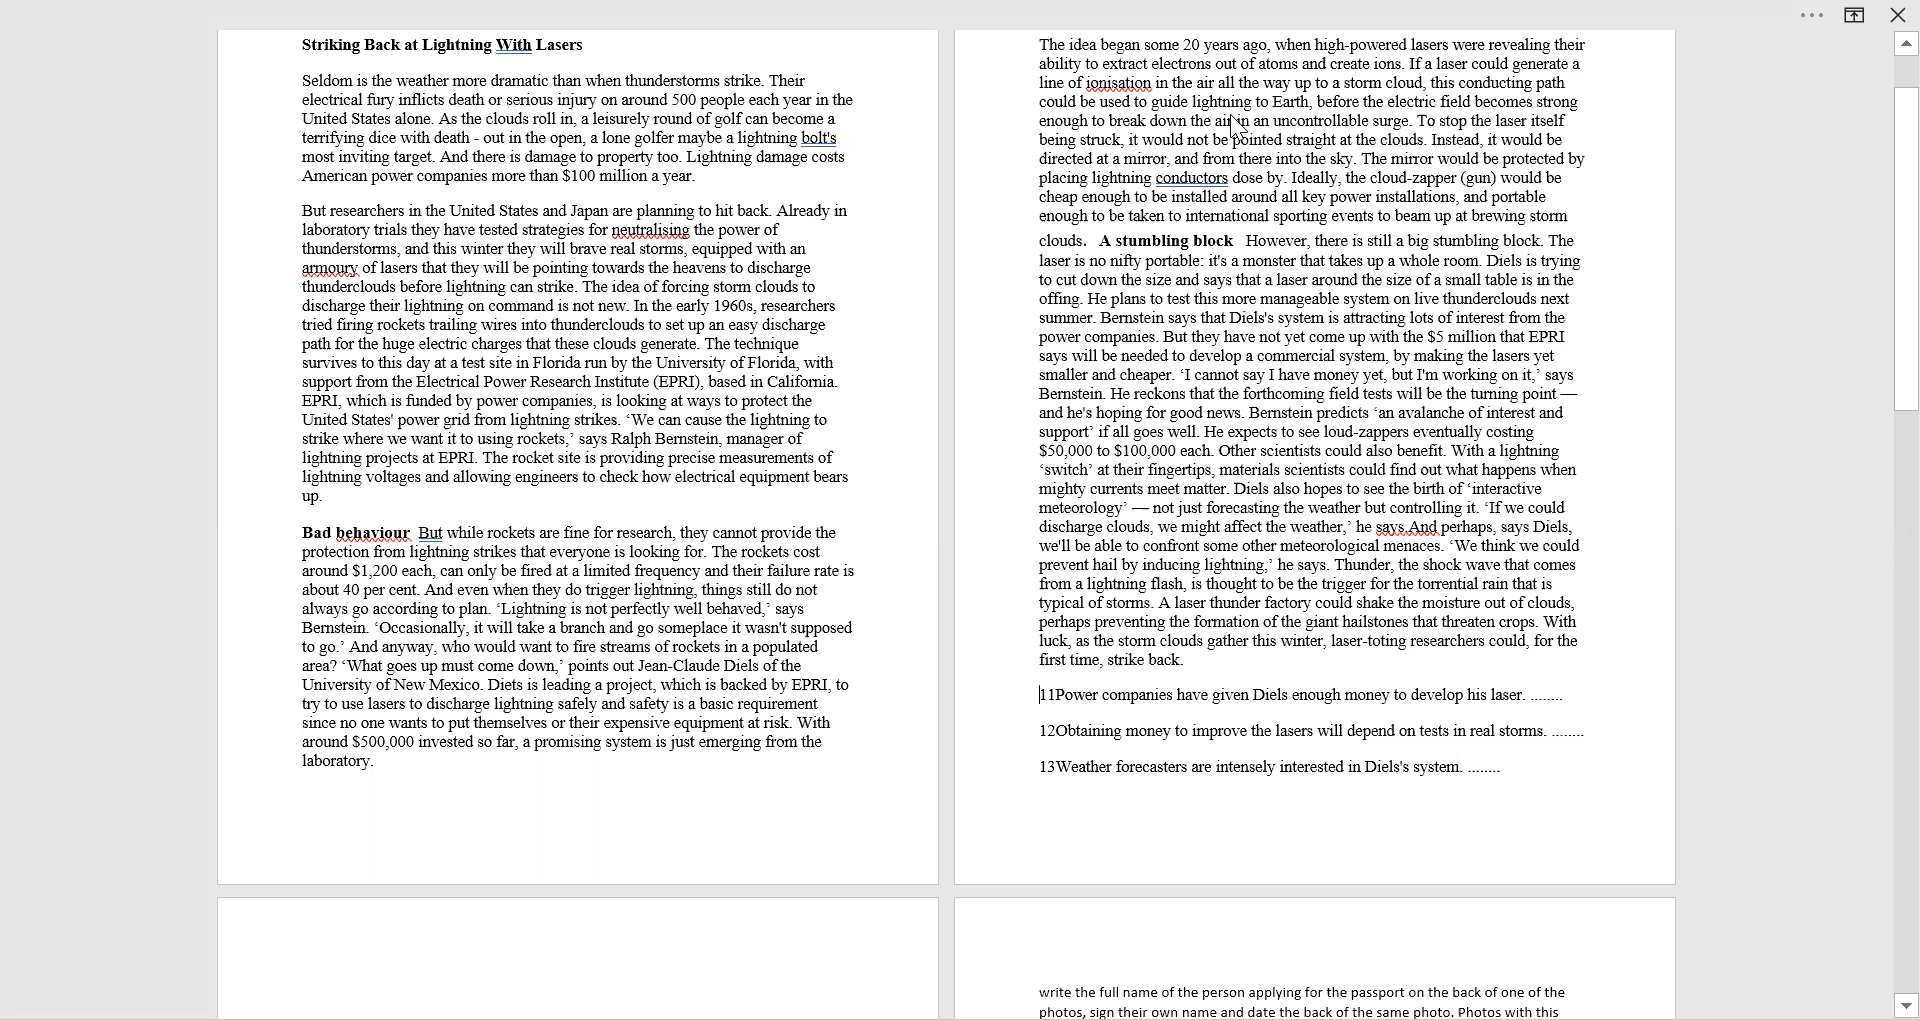 Striking Back at Lightning With Lasers
Seldom is the weather more dramatic than when thunderstorms strike. Their
electrical fury inflicts death or serious injury on around 500 people each year in the
United States alone. As the clouds roll in, a leisurely round of golf can become a
terrifying dice with death - out in the open, a lone golfer maybe a lightning bolt's
most inviting target. And there is damage to property too. Lightning damage costs
American power companies more than $100 million a year.
But researchers in the United States and Japan are planning to hit back. Already in
laboratory trials they have tested strategies for neutralising the power of
thunderstorms, and this winter they will brave real storms, equipped with an
armoury of lasers that they will be pointing towards the heavens to discharge
thunderclouds before lightning can strike. The idea of forcing storm clouds to
discharge their lightning on command is not new. In the early 1960s, researchers
tried firing rockets trailing wires into thunderclouds to set up an easy discharge
path for the huge electric charges that these clouds generate. The technique
survives to this day at a test site in Florida run by the University of Florida, with
support from the Electrical Power Research Institute (EPRI), based in California.
EPRI, which is funded by power companies, is looking at ways to protect the
United States' power grid from lightning strikes. ‘We can cause the lightning to
strike where we want it to using rockets,’ says Ralph Bernstein, manager of
lightning projects at EPRI. The rocket site is providing precise measurements of
lightning voltages and allowing engineers to check how electrical equipment bears
up.
Bad behaviour But while rockets are fine for research, they cannot provide the
protection from lightning strikes that everyone is looking for. The rockets cost
around $1,200 each, can only be fired at a limited frequency and their failure rate is
about 40 per cent. And even when they do trigger lightning, things still do not
always go according to plan. ‘Lightning is not perfectly well behaved,’ says
Bernstein. ‘Occasionally, it will take a branch and go someplace it wasn't supposed
to go.’ And anyway, who would want to fire streams of rockets in a populated
area? ‘What goes up must come down,’ points out Jean-Claude Diels of the
University of New Mexico. Diets is leading a project, which is backed by EPRI, to
try to use lasers to discharge lightning safely and safety is a basic requirement
since no one wants to put themselves or their expensive equipment at risk. With
around $500,000 invested so far, a promising system is just emerging from the
laboratory.
The idea began some 20 years ago, when high-powered lasers were revealing their
ability to extract electrons out of atoms and create ions. If a laser could generate a
line of ionisation in the air all the way up to a storm cloud, this conducting path
could be used to guide lightning to Earth, before the electric field becomes strong
enough to break down the air in an uncontrollable surge. To stop the laser itself
being struck, it would not be pointed straight at the clouds. Instead, it would be
directed at a mirror, and from there into the sky. The mirror would be protected by
placing lightning conductors dose by. Ideally, the cloud-zapper (gun) would be
cheap enough to be installed around all key power installations, and portable
enough to be taken to international sporting events to beam up at brewing storm
clouds. A stumbling block However, there is still a big stumbling block. The
laser is no nifty portable: it's a monster that takes up a whole room. Diels is trying
to cut down the size and says that a laser around the size of a small table is in the
offing. He plans to test this more manageable system on live thunderclouds next
summer. Bernstein says that Diels's system is attracting lots of interest from the
power companies. But they have not yet come up with the $5 million that EPRI
says will be needed to develop a commercial system, by making the lasers yet
smaller and cheaper. ‘I cannot say I have money yet, but I'm working on it,’ says
Bernstein. He reckons that the forthcoming field tests will be the turning point —
and he's hoping for good news. Bernstein predicts ‘an avalanche of interest and
support’ if all goes well. He expects to see loud-zappers eventually costing
$50,000 to $100,000 each. Other scientists could also benefit. With a lightning
‘switch’ at their fingertips, materials scientists could find out what happens when
mighty currents meet matter. Diels also hopes to see the birth of ‘interactive
meteorology’ — not just forecasting the weather but controlling it. ‘If we could
discharge clouds, we might affect the weather,’ he says.And perhaps, says Diels,
we'll be able to confront some other meteorological menaces. ‘We think we could
prevent hail by inducing lightning,’ he says. Thunder, the shock wave that comes
from a lightning flash, is thought to be the trigger for the torrential rain that is
typical of storms. A laser thunder factory could shake the moisture out of clouds,
perhaps preventing the formation of the giant hailstones that threaten crops. With
luck, as the storm clouds gather this winter, laser-toting researchers could, for the
first time, strike back.
11Power companies have given Diels enough money to develop his laser. ........
12Obtaining money to improve the lasers will depend on tests in real storms. ........
13Weather forecasters are intensely interested in Diels's system. ........
write the full name of the person applying for the passport on the back of one of the
photos, sign their own name and date the back of the same photo. Photos with this